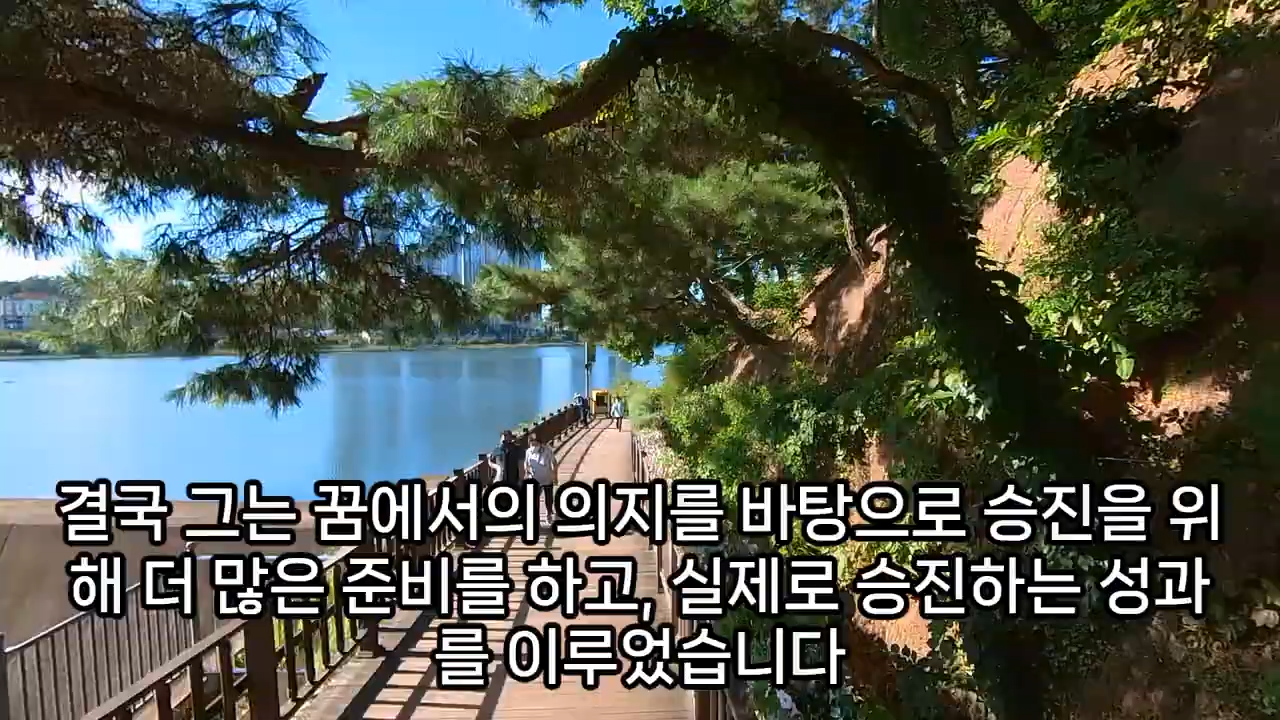 결국 그는 꿈에서의 의지를 바탕으로 승진을 위
해 더 많은 준비를 하고, 실제로 승진하는 성과
를 이루었습니다